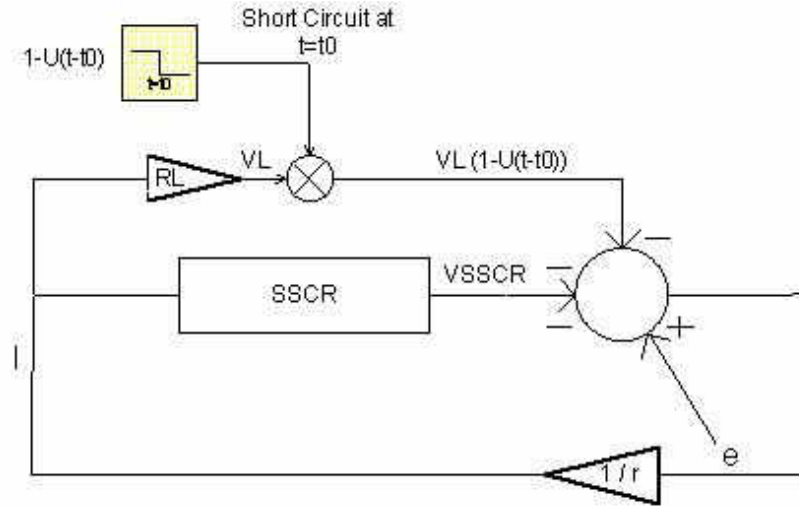 Short Circuit at
t=t0
1-U(t-t0)
t=t0
RL
VL
VL (1-U(t-t0))
SSCR
VSSCR
I
e
1 / r